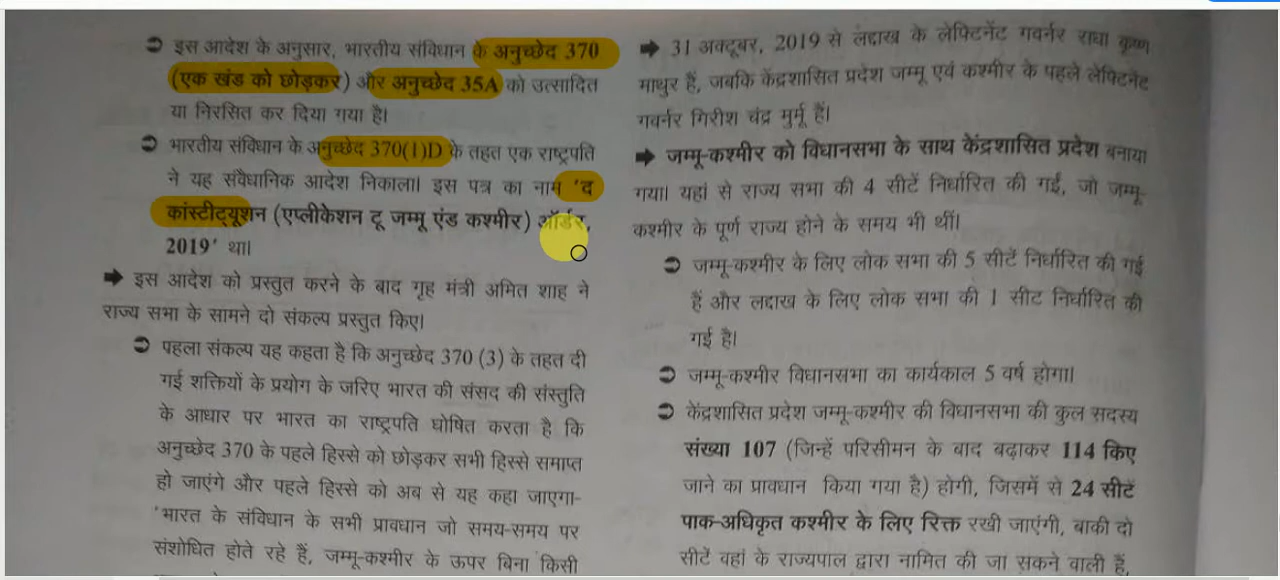 इस आदेश के अनुसार, भारतीय संविधान के अनुच्छेद 370
(एक खंड को छोड़कर) और अनुच्छेद 35A को उत्सादित
या निरसित कर दिया गया है।
भारतीय संविधान के अनुच्छेद 370(1)D के तहत एक राष्ट्रपति
ने यह संवैधानिक आदेश निकाला। इस पत्र का नाम 'द
कांस्टीट्यूशन (एप्लीकेशन टू जम्मू एंड कश्मीर) ऑर्डर,
2019' था।
इस आदेश को प्रस्तुत करने के बाद गृह मंत्री अमित शाह ने
राज्य सभा के सामने दो संकल्प प्रस्तुत किए।
पहला संकल्प यह कहता है कि अनुच्छेद 370 (3) के तहत दी
गई शक्तियों के प्रयोग के जरिए भारत की संसद की संस्तुति
के आधार पर भारत का राष्ट्रपति घोषित करता है कि
अनुच्छेद 370 के पहले हिस्से को छोड़कर सभी हिस्से समाप्त
हो जाएंगे और पहले हिस्से को अब से यह कहा जाएगा-
'भारत के संविधान के सभी प्रावधान जो समय-समय पर
संशोधित होते रहे हैं, जम्मू-कश्मीर के ऊपर बिना किसी
31 अक्टूबर, 2019 से लद्दाख के लेफ्टिनेंट गवर्नर राधा कृष्ण
माथुर हैं, जबकि केंद्रशासित प्रदेश जम्मू एवं कश्मीर के पहले लेफ्टिनेंट
गवर्नर गिरीश चंद्र मुर्मू हैं।
जम्मू-कश्मीर को विधानसभा के साथ केंद्रशासित प्रदेश बनाया
गया। यहां से राज्य सभा की 4 सीटें निर्धारित की गईं, जो जम्मू-
कश्मीर के पूर्ण राज्य होने के समय भी थीं।
जम्मू-कश्मीर के लिए लोक सभा की 5 सीटें निर्धारित की गई
हैं और लद्दाख के लिए लोक सभा की 1 सीट निर्धारित की
गई है।
जम्मू-कश्मीर विधानसभा का कार्यकाल 5 वर्ष होगा।
केंद्रशासित प्रदेश जम्मू-कश्मीर की विधानसभा की कुल सदस्य
संख्या 107 (जिन्हें परिसीमन के बाद बढ़ाकर 114 किए
जाने का प्रावधान किया गया है) होगी, जिसमें से 24 सीटें
पाक-अधिकृत कश्मीर के लिए रिक्त रखी जाएंगी, बाकी दो
सीटें वहां के राज्यपाल द्वारा नामित की जा सकने वाली हैं,